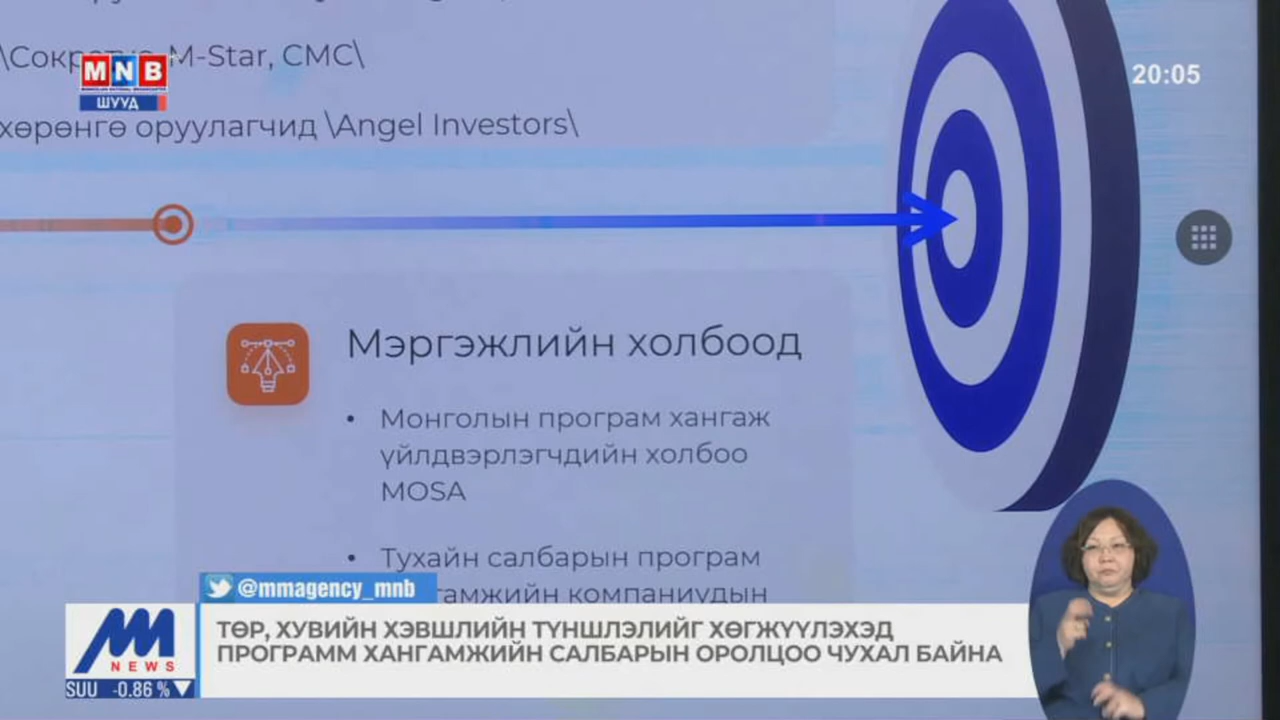 \Сократус, M-Star, CMC\
MNB
ШУУД
20:05
хөрөнгө оруулагчид \Angel Investors\
Мэргэжлийн холбоод
• Монголын програм хангаж
үйлдвэрлэгчдийн холбоо
MOSA
• Тухайн салбарын програм
компаниудын
@mmagency_mnb
ТӨР, ХУВИЙН ХЭВШЛИЙН ТҮНШЛЭЛИЙГ ХӨГЖҮҮЛЭХЭД
ПРОГРАММ ХАНГАМЖИЙН САЛБАРЫН ОРОЛЦОО ЧУХАЛ БАЙНА
M
NEWS
SUU -0.86 %